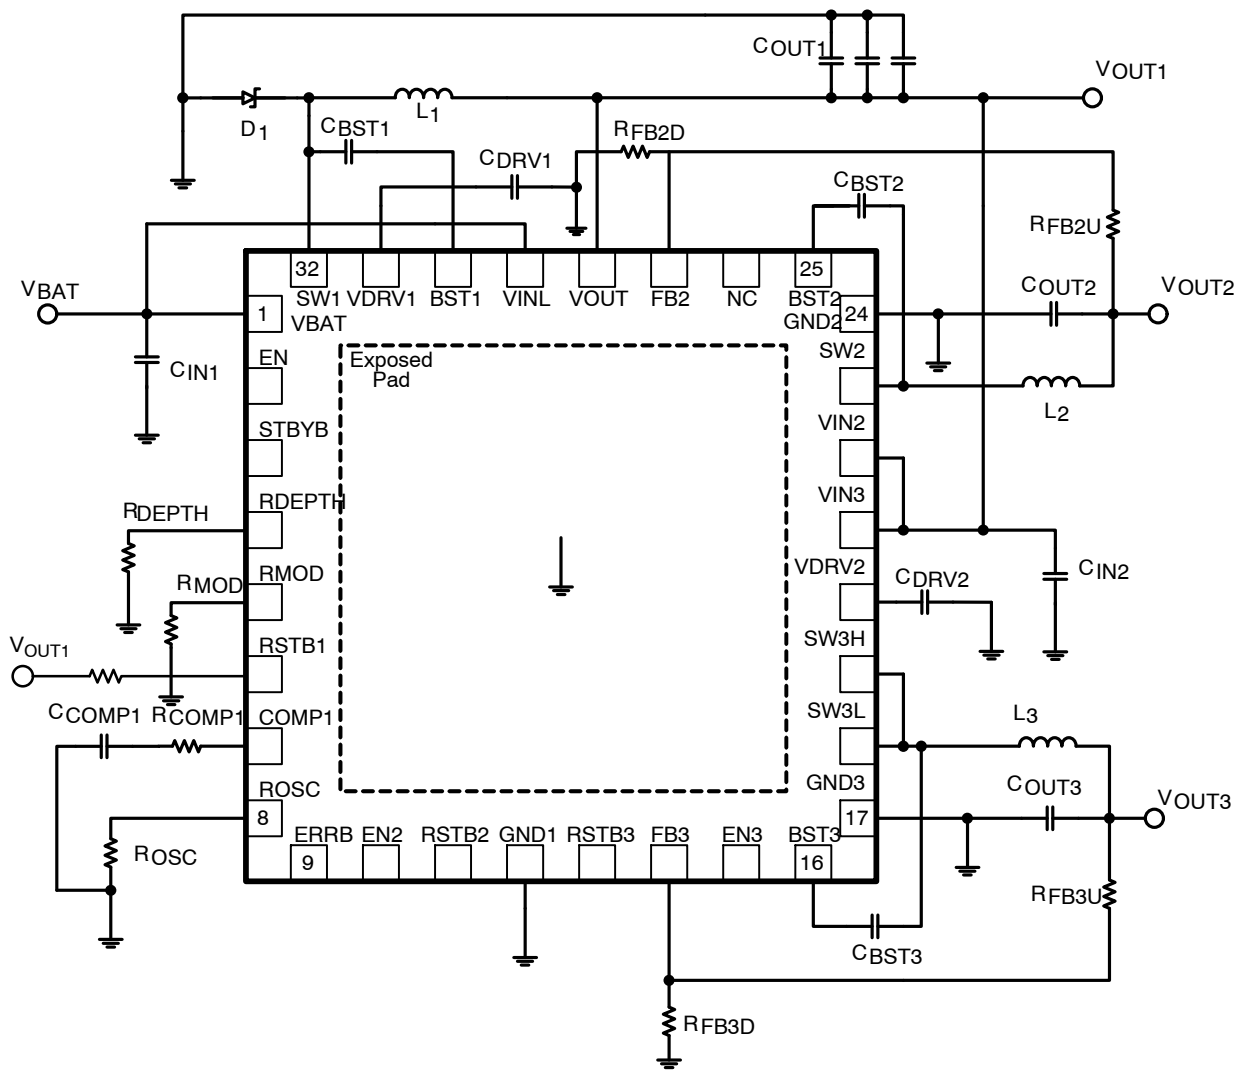 COUT1
VOUT1
D1
L1
CBST1
RFB2D
CDRV1
CBST2
RFB2U
VBAT
COUT2
VOUT2
32
25
SW1
VDRV1
BST1
VINL
VOUT
FB2
NC
BST2
1
VBAT
GND2
24
CIN1
EN
Exposed
Pad
SW2
L2
STBYB
VIN2
RDEPTH
RDEPTH
VIN3
RMOD
RMOD
VDRV2
CDRV2
CIN2
VOUT1
RSTB1
SW3H
CCOMP1
RCOMP1
COMP1
SW3L
L3
ROSC
GND3
COUT3
VOUT3
8
17
ROSC
ERRB
EN2
RSTB2
GND1
RSTB3
FB3
EN3
BST3
9
16
RFB3U
CBST3
RFB3D